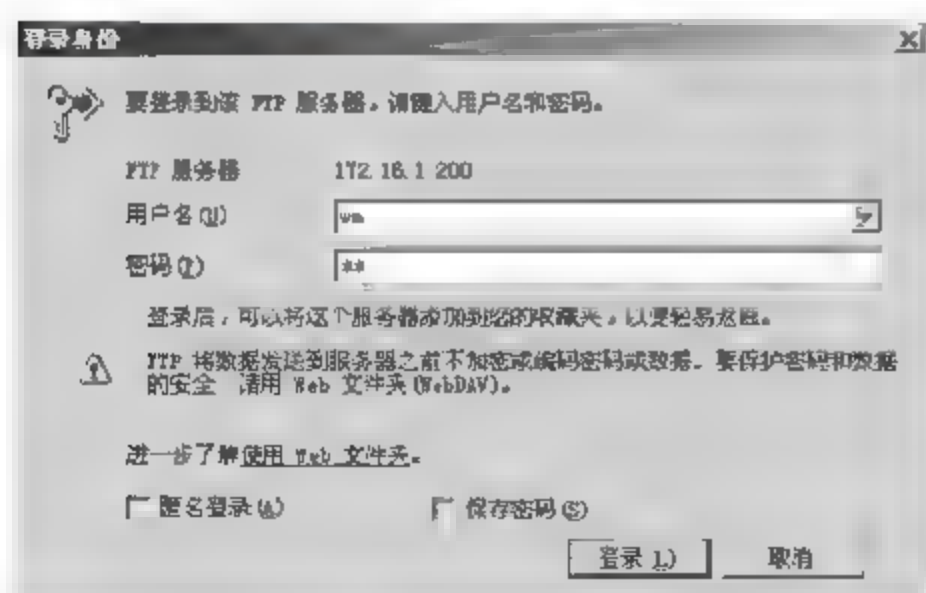 登录身份
要登录到该 FTP 服务器，请键入用户名和密码。
FTP 服务器 172.16.1.200
用户名(U) wm
密码(P) **
登录后，可以将这个服务器添加到您的收藏夹，以便轻易返回。
FTP 将数据发送到服务器之前不加密或编码密码或数据。要保护密码和数据
的安全 请用 Web 文件夹(WebDAV)。
进一步了解使用 Web 文件夹。
匿名登录(A) 保存密码(S)
登录 L) 取消